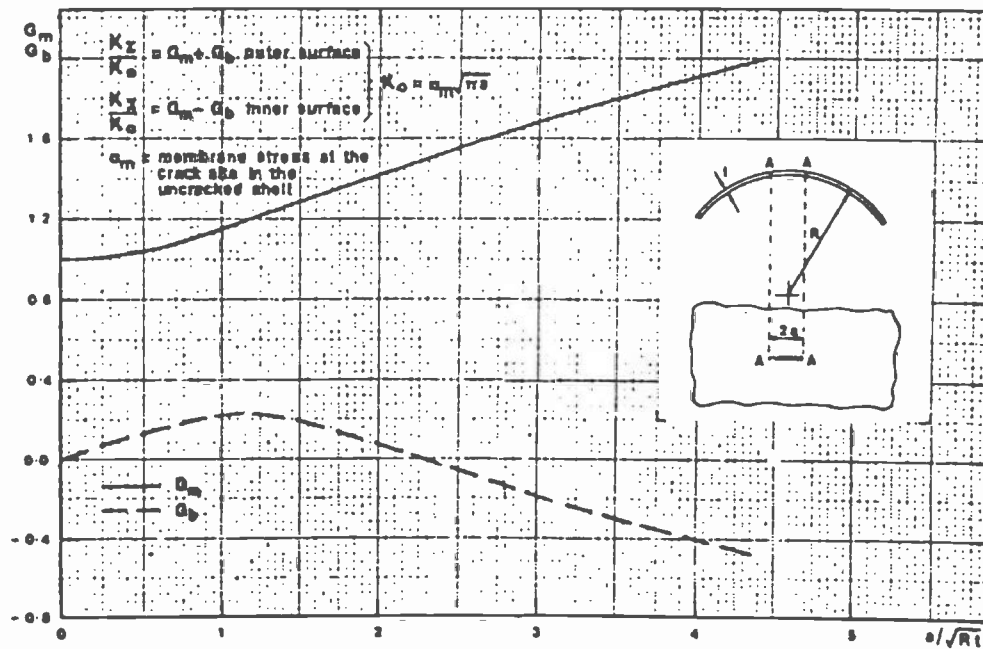 G_m
G_b
K_I/K_o = G_m + G_b outer surface
K_I/K_o = G_m - G_b inner surface
K_o = σ_m√πa
σ_m = membrane stress at the
crack site in the
uncracked shell
1.6
1.2
0.8
0.4
0.0
-0.4
-0.8
G_m
G_b
0
1
2
3
4
5
a/√Rt
A A
t
R
2a
A A